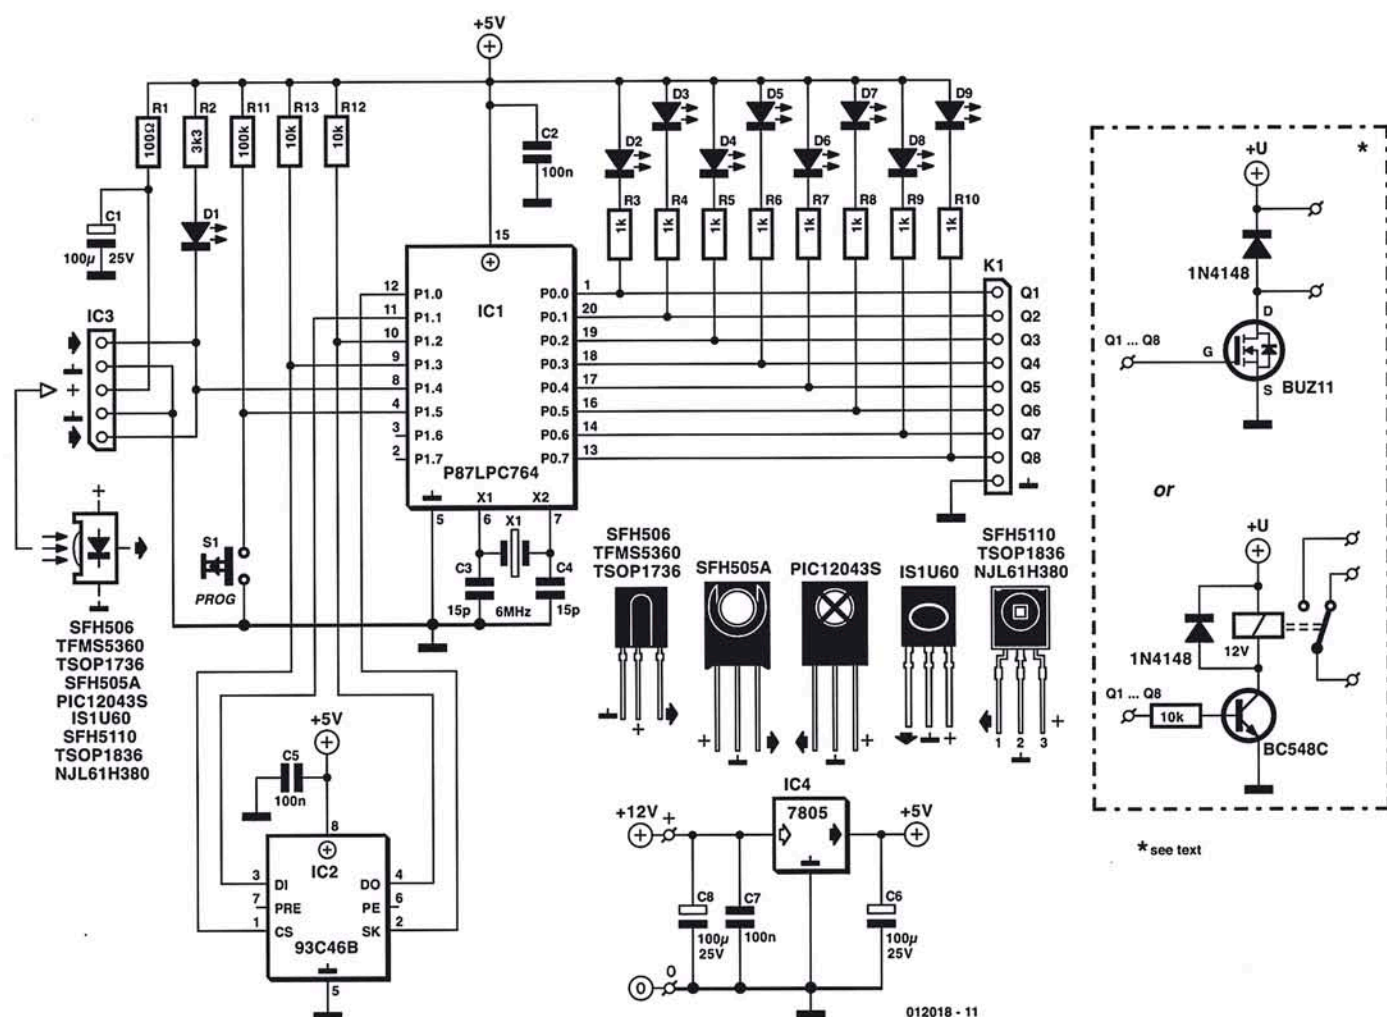 +5V
R1
R2
R11
R13
R12
100Ω
3k3
100k
10k
10k
C1
100µ 25V
D1
C2
100n
D2
D3
D4
D5
D6
D7
D8
D9
R3
R4
R5
R6
R7
R8
R9
R10
1k
1k
1k
1k
1k
1k
1k
1k
IC3
+
15
IC1
12 P1.0
11 P1.1
10 P1.2
9 P1.3
8 P1.4
4 P1.5
3 P1.6
2 P1.7
P0.0 1
P0.1 20
P0.2 19
P0.3 18
P0.4 17
P0.5 16
P0.6 14
P0.7 13
P87LPC764
X1 X2
5
6
7
X1
C3
15p
6MHz
C4
15p
K1
Q1
Q2
Q3
Q4
Q5
Q6
Q7
Q8
+
SFH506
TFMS5360
TSOP1736
SFH505A
PIC12043S
IS1U60
SFH5110
TSOP1836
NJL61H380
S1
PROG
+5V
C5
100n
8
IC2
3 DI
7 PRE
1 CS
DO 4
PE 6
SK 2
93C46B
5
SFH506
TFMS5360
TSOP1736
+
SFH505A
+
PIC12043S
+
IS1U60
+
SFH5110
TSOP1836
NJL61H380
1 2 3
+
IC4
7805
+12V
+
+5V
C8
100µ
25V
C7
100n
C6
100µ
25V
0
0
012018 - 11
*
+U
1N4148
D
Q1 ... Q8
G
S
BUZ11
or
+U
1N4148
12V
Q1 ... Q8
10k
BC548C
* see text